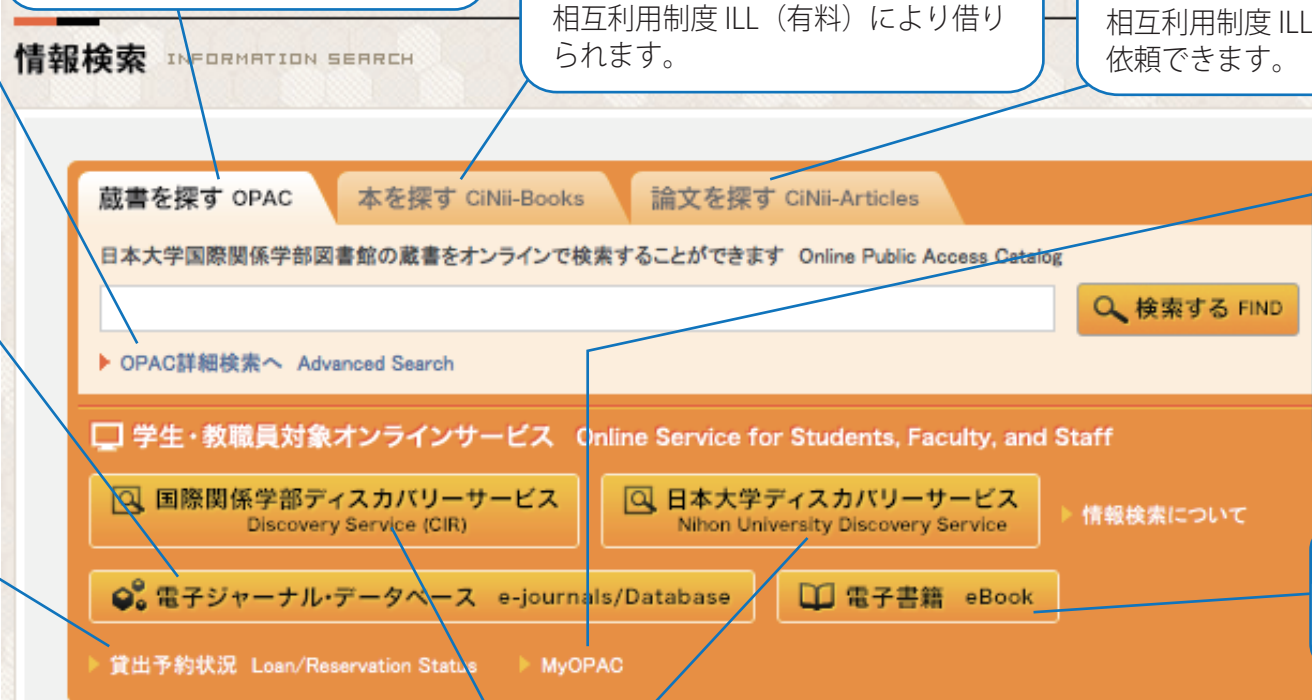 相互利用制度 ILL（有料）により借り
られます。
相互利用制度 ILL
依頼できます。
情報検索 INFORMATION SEARCH
蔵書を探す OPAC
本を探す CiNii-Books
論文を探す CiNii-Articles
日本大学国際関係学部図書館の蔵書をオンラインで検索することができます Online Public Access Catalog
検索する FIND
OPAC詳細検索へ Advanced Search
学生・教職員対象オンラインサービス Online Service for Students, Faculty, and Staff
国際関係学部ディスカバリーサービス
Discovery Service (CIR)
日本大学ディスカバリーサービス
Nihon University Discovery Service
情報検索について
電子ジャーナル・データベース e-journals/Database
電子書籍 eBook
貸出予約状況 Loan/Reservation Status
MyOPAC